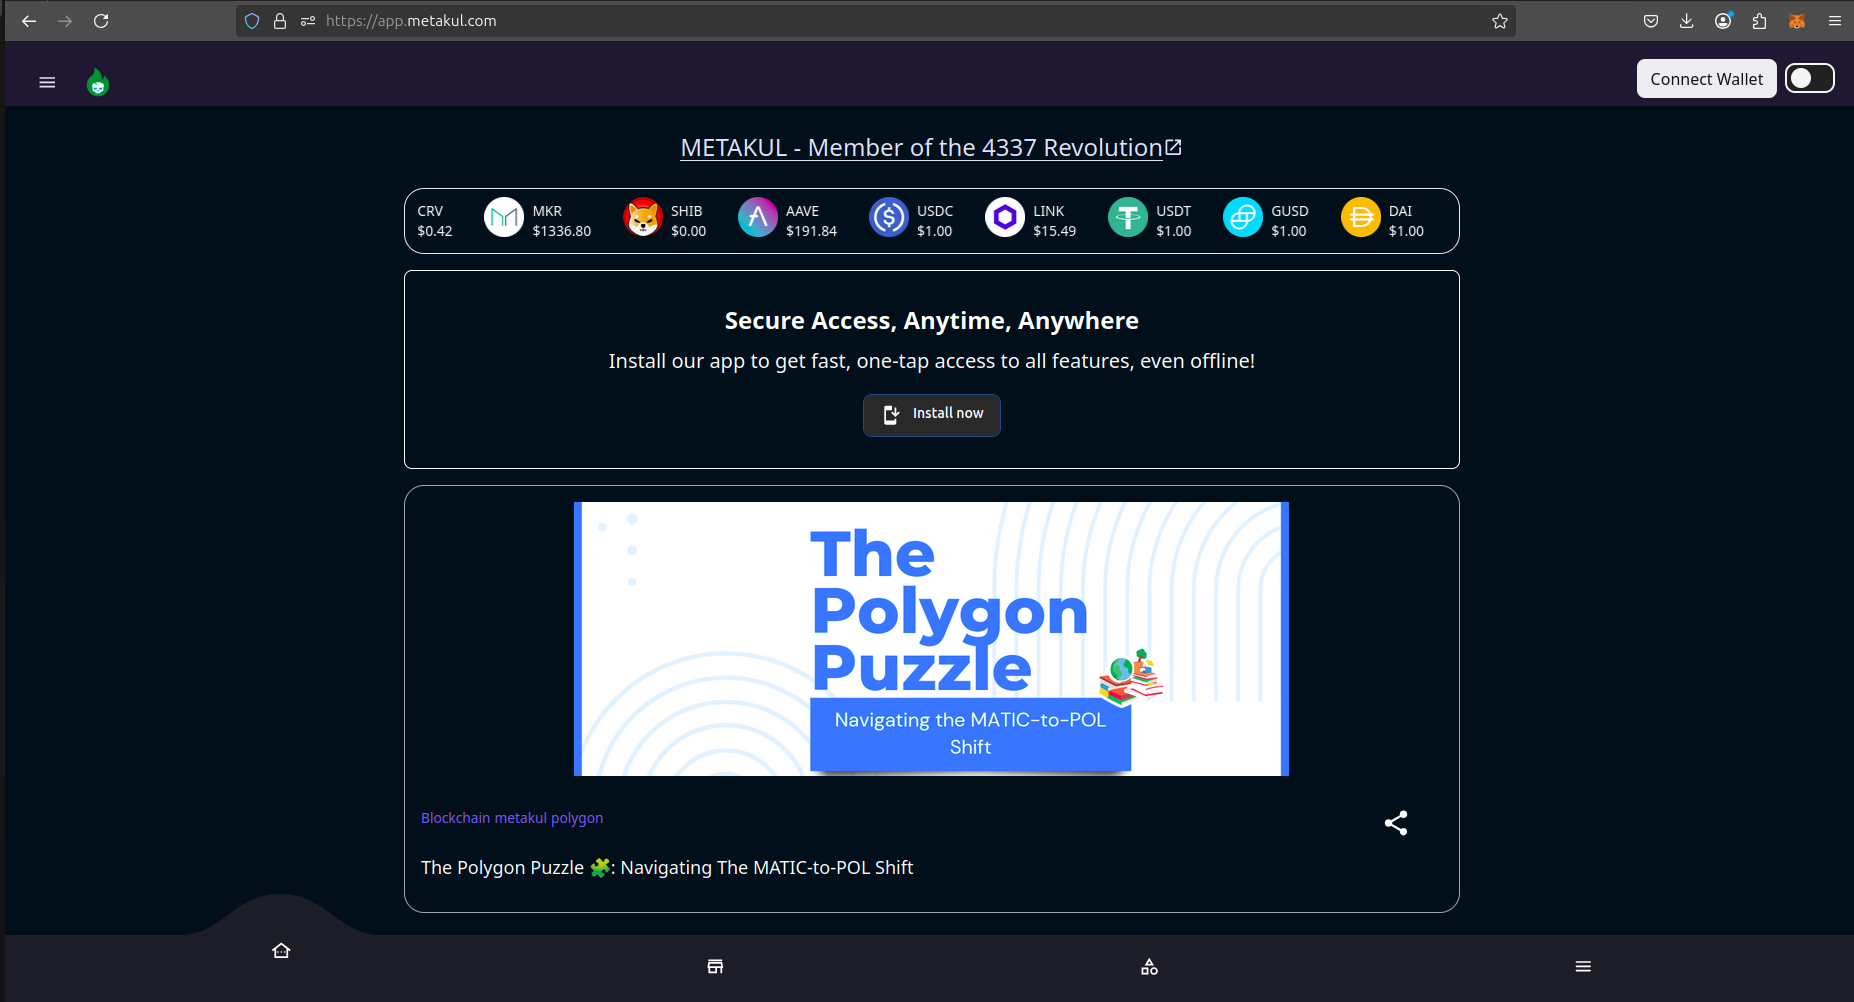 https://app.metakul.com
Connect Wallet
METAKUL - Member of the 4337 Revolution
CRV
$0.42
MKR
$1336.80
SHIB
$0.00
AAVE
$191.84
USDC
$1.00
LINK
$15.49
USDT
$1.00
GUSD
$1.00
DAI
$1.00
Secure Access, Anytime, Anywhere
Install our app to get fast, one-tap access to all features, even offline!
Install now
The
Polygon
Puzzle
Navigating the MATIC-to-POL
Shift
Blockchain metakul polygon
The Polygon Puzzle 🧩: Navigating The MATIC-to-POL Shift